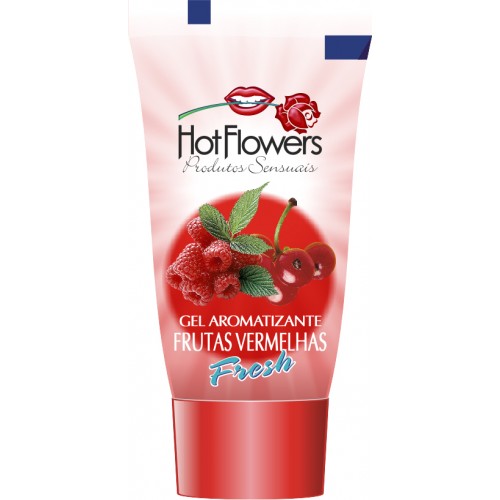 HotFlowers
Produtos Sensuais
GEL AROMATIZANTE
FRUTAS VERMELHAS
Fresh